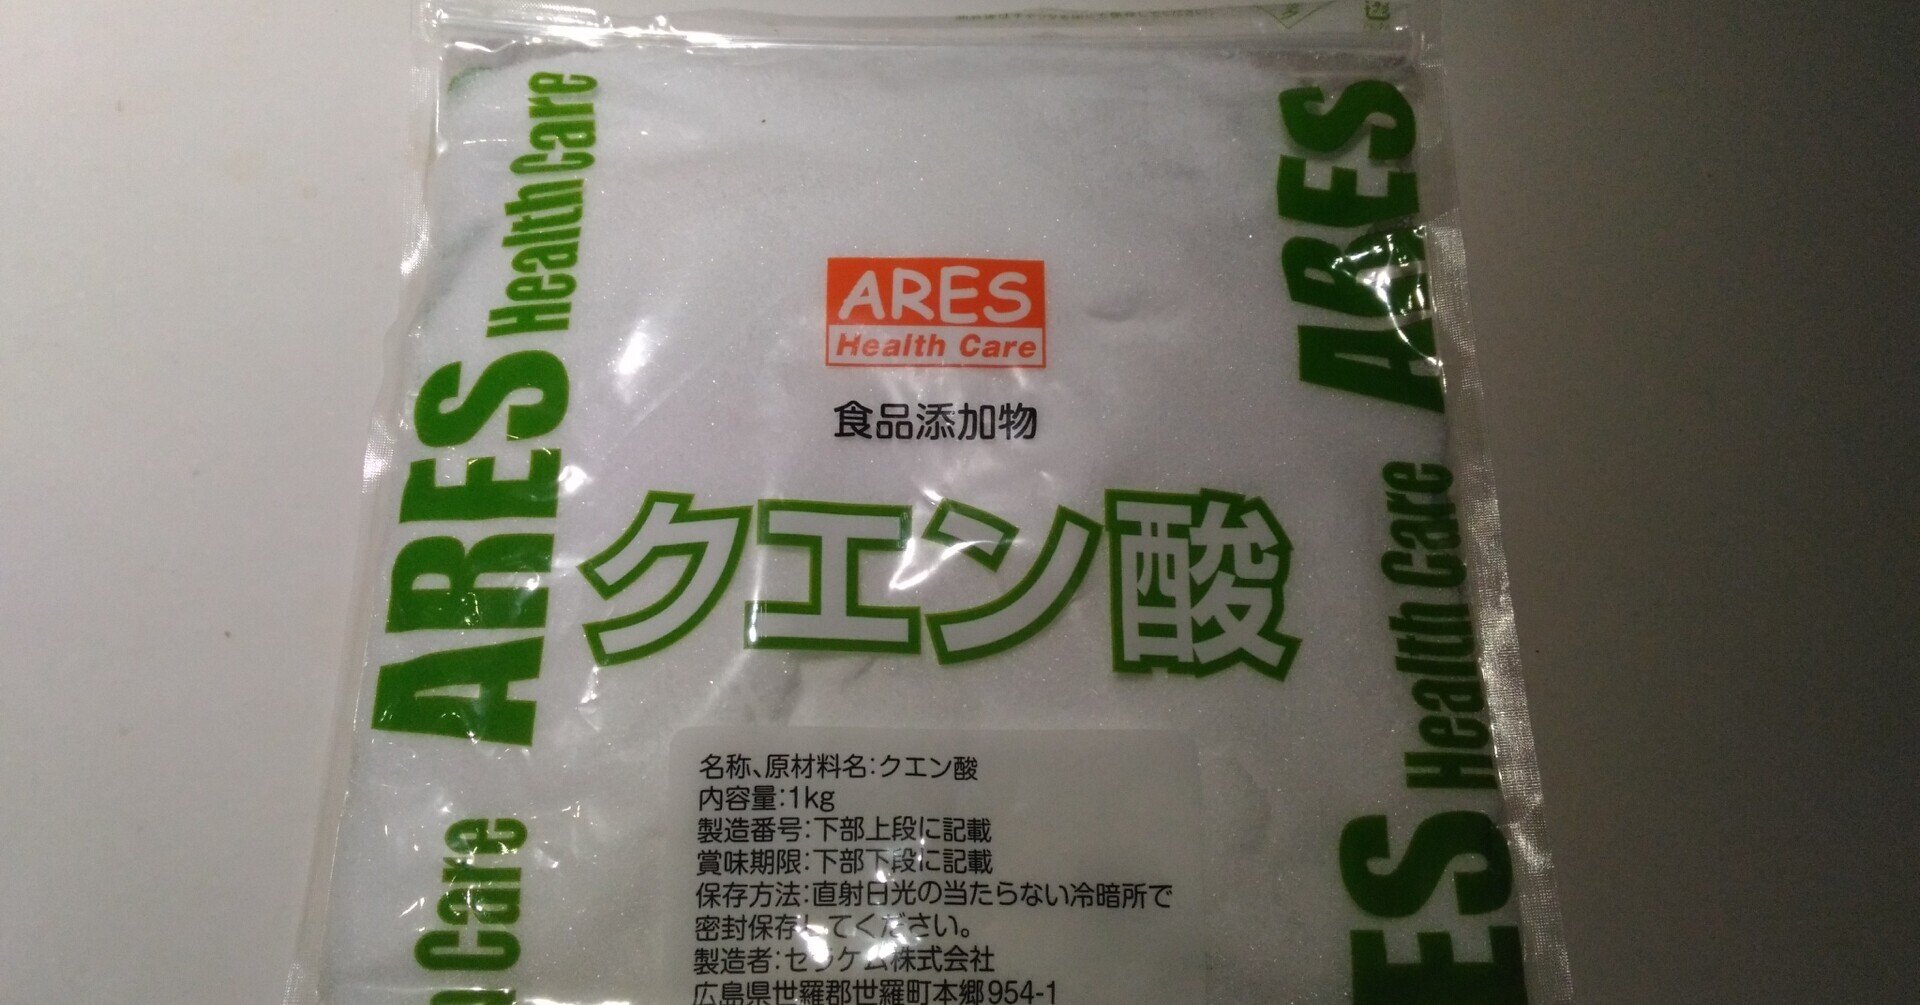 ARES Health Care
ARES Health Care
ARES
Health Care
食品添加物
クエン酸
名称、原材料名:クエン酸
内容量:1kg
製造番号:下部上段に記載
賞味期限:下部下段に記載
保存方法:直射日光の当たらない冷暗所で
密封保存してください。
製造者:セラケム株式会社
広島県世羅郡世羅町本郷954-1
Care
ES